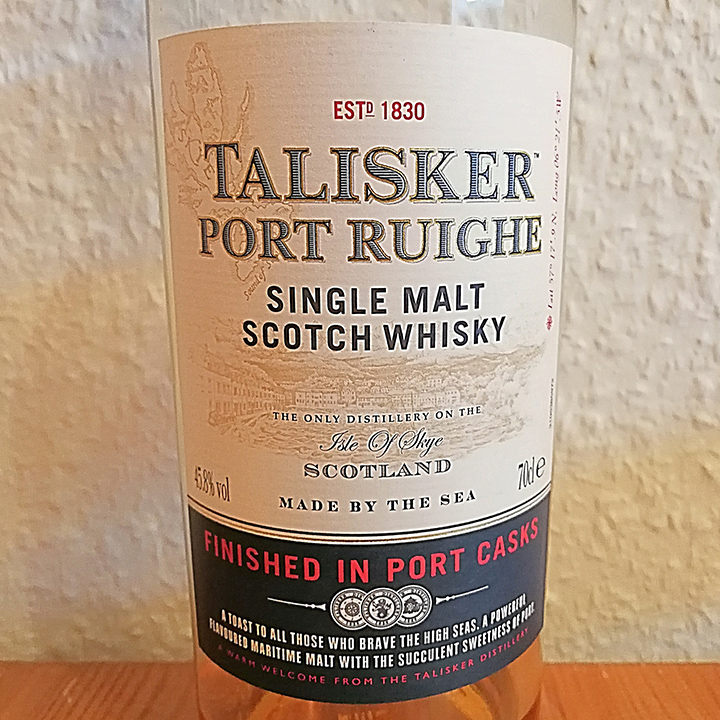 ESTD 1830
TALISKER™
PORT RUIGHE
SINGLE MALT
SCOTCH WHISKY
THE ONLY DISTILLERY ON THE
Isle Of Skye
SCOTLAND
45.8% vol
70cl e
MADE BY THE SEA
FINISHED IN PORT CASKS
A TOAST TO ALL THOSE WHO BRAVE THE HIGH SEAS. A POWERFUL
FLAVOURED MARITIME MALT WITH THE SUCCULENT SWEETNESS OF PORT.
A WARM WELCOME FROM THE TALISKER DISTILLERY